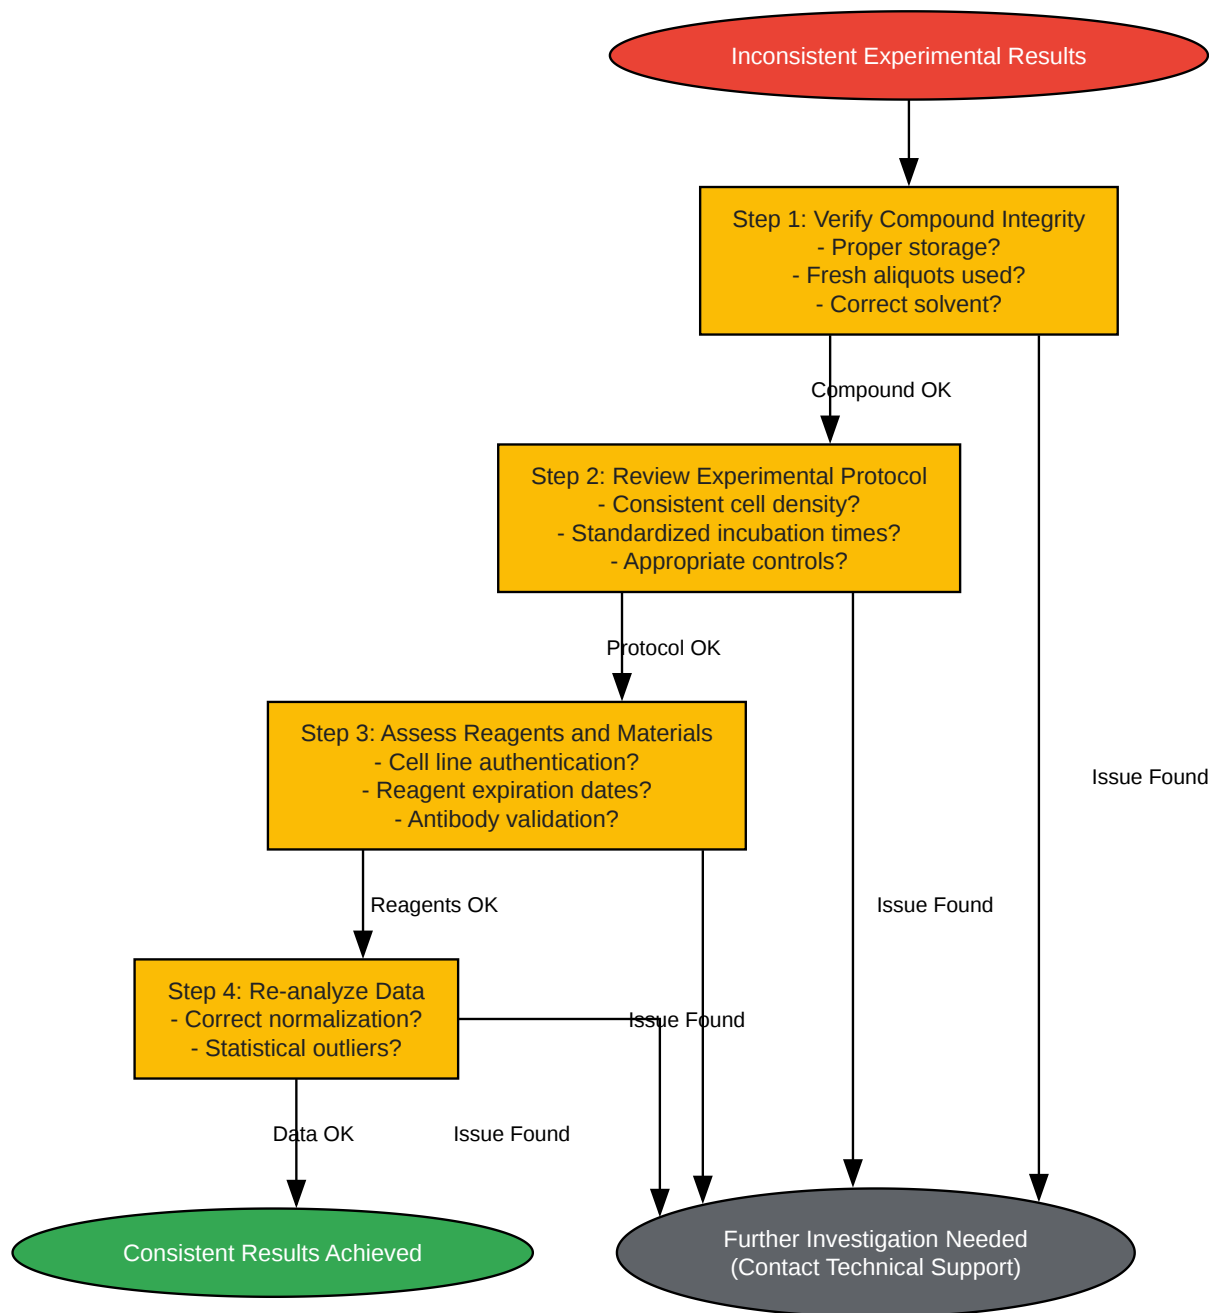 Inconsistent Experimental Results
Step 1: Verify Compound Integrity
- Proper storage?
- Fresh aliquots used?
- Correct solvent?
Compound OK
Step 2: Review Experimental Protocol
- Consistent cell density?
- Standardized incubation times?
- Appropriate controls?
Protocol OK
Step 3: Assess Reagents and Materials
- Cell line authentication?
- Reagent expiration dates?
- Antibody validation?
Issue Found
Reagents OK
Issue Found
Step 4: Re-analyze Data
- Correct normalization?
- Statistical outliers?
Issue Found
Data OK
Issue Found
Consistent Results Achieved
Further Investigation Needed
(Contact Technical Support)